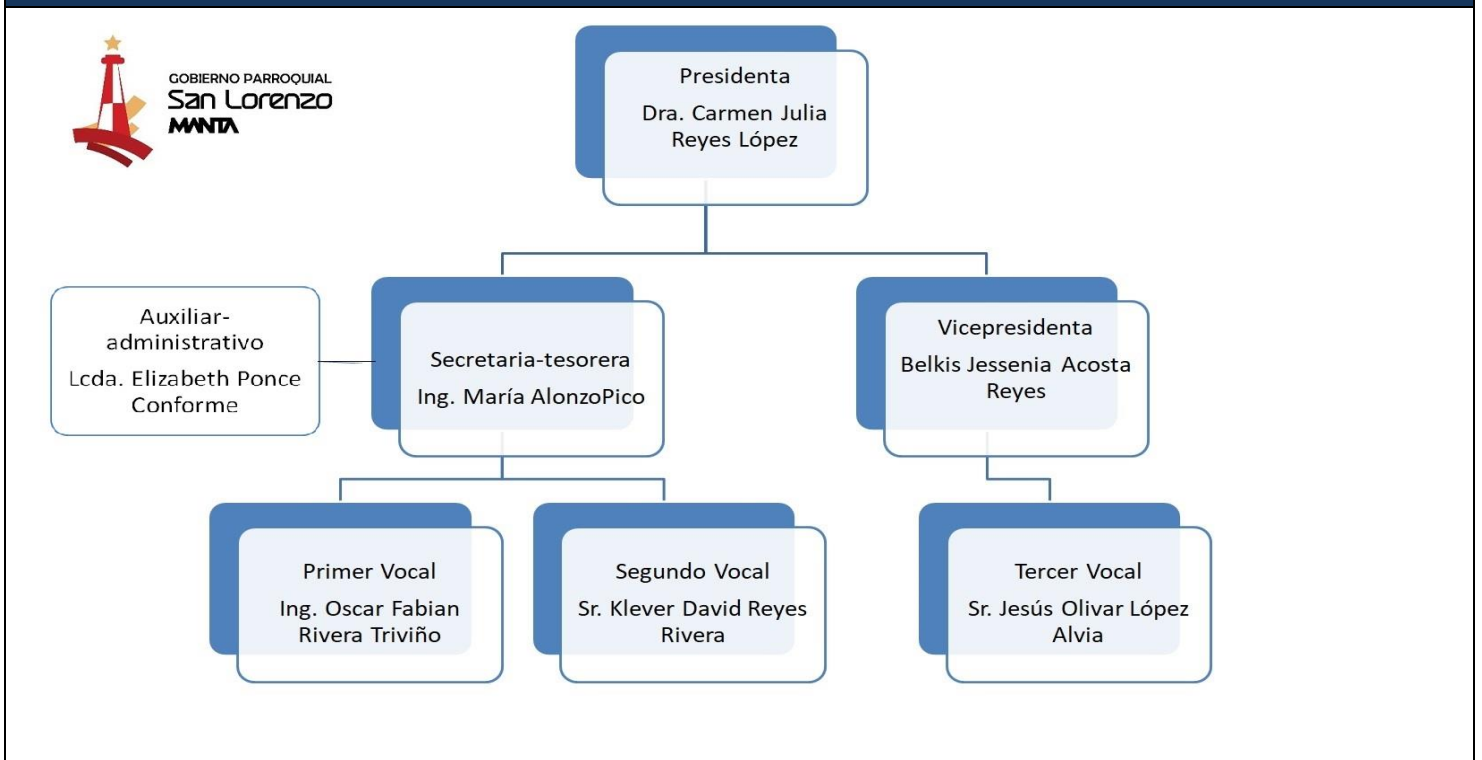 GOBIERNO PARROQUIAL
San Lorenzo
MANTA
Presidenta
Dra. Carmen Julia
Reyes López
Auxiliar-
administrativo
Lcda. Elizabeth Ponce
Conforme
Secretaria-tesorera
Ing. María AlonzoPico
Vicepresidenta
Belkis Jessenia Acosta
Reyes
Primer Vocal
Ing. Oscar Fabian
Rivera Triviño
Segundo Vocal
Sr. Klever David Reyes
Rivera
Tercer Vocal
Sr. Jesús Olivar López
Alvia